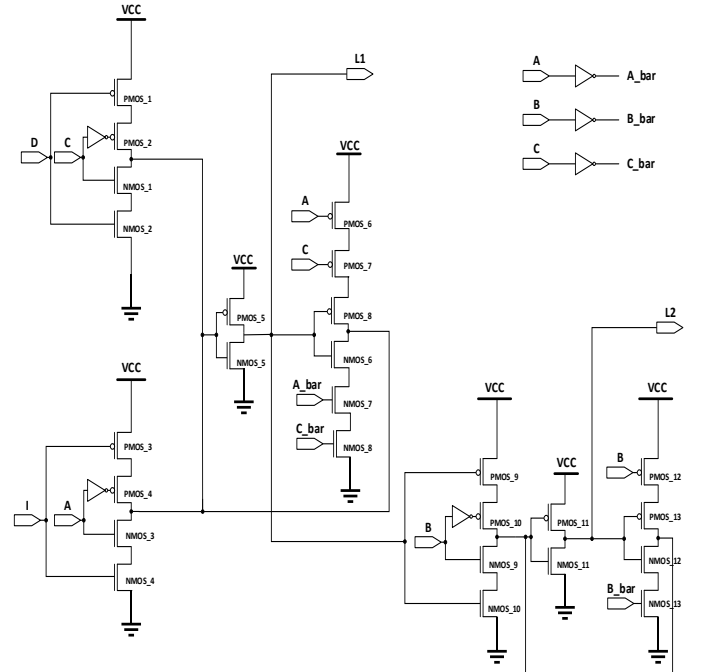 VCC
PMOS_1
PMOS_2
D
C
NMOS_1
NMOS_2
L1
A
A_bar
B
B_bar
C
C_bar
VCC
A
PMOS_6
C
PMOS_7
VCC
PMOS_5
PMOS_8
NMOS_5
NMOS_6
A_bar
NMOS_7
C_bar
NMOS_8
L2
VCC
PMOS_3
PMOS_4
I
A
NMOS_3
NMOS_4
VCC
PMOS_9
PMOS_10
B
NMOS_9
NMOS_10
VCC
PMOS_11
NMOS_11
VCC
B
PMOS_12
PMOS_13
NMOS_12
B_bar
NMOS_13